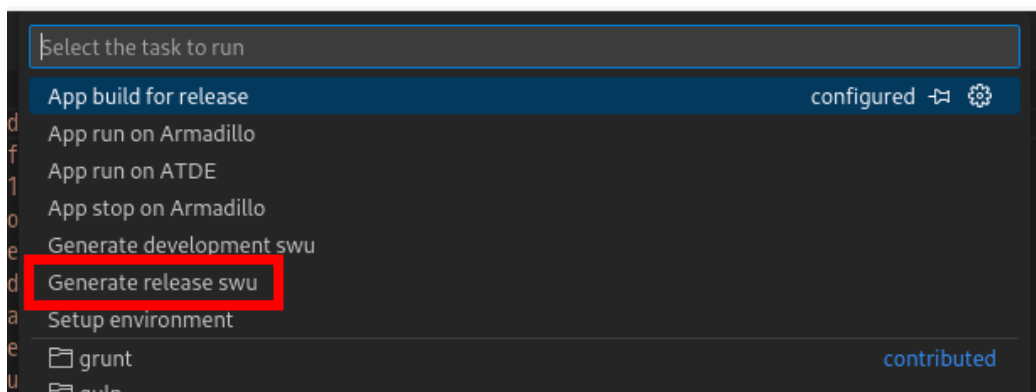 Select the task to run
App build for release configured
App run on Armadillo
App run on ATDE
App stop on Armadillo
Generate development swu
Generate release swu
Setup environment
grunt contributed